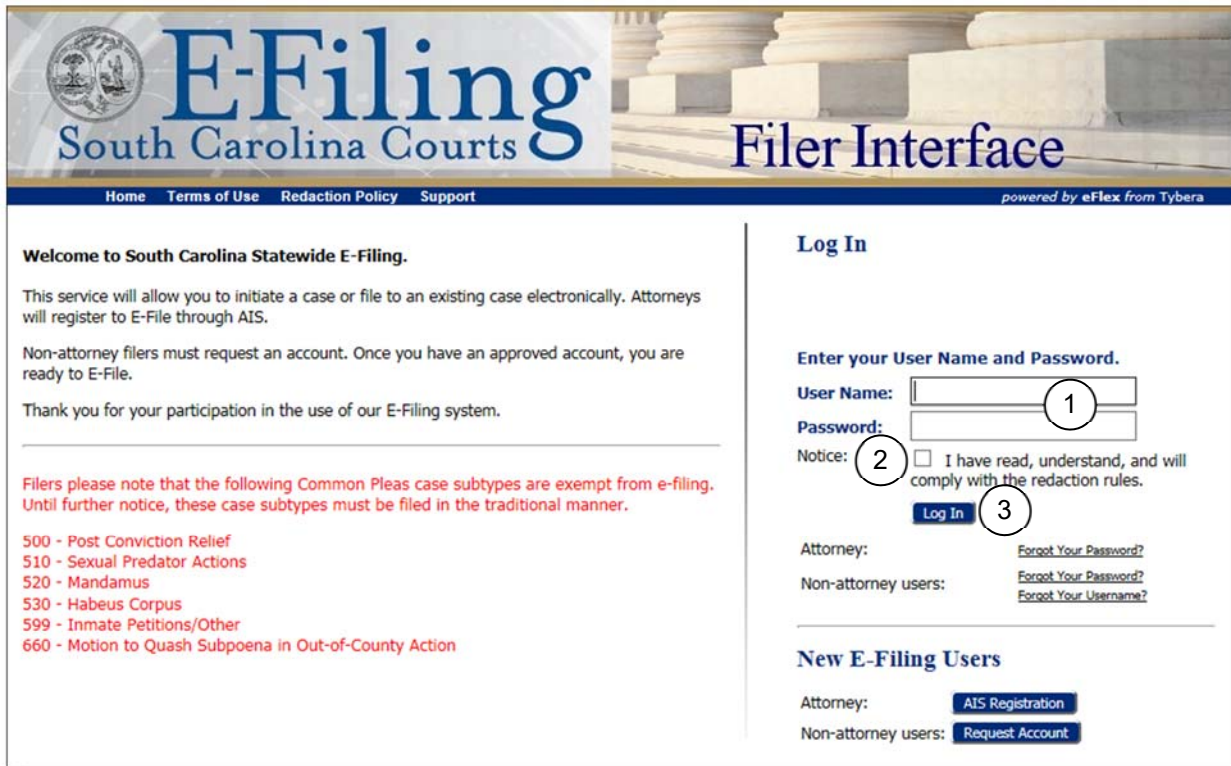 E-Filing
South Carolina Courts
Filer Interface
Home Terms of Use Redaction Policy Support
powered by eFlex from Tybera
Welcome to South Carolina Statewide E-Filing.
This service will allow you to initiate a case or file to an existing case electronically. Attorneys
will register to E-File through AIS.
Non-attorney filers must request an account. Once you have an approved account, you are
ready to E-File.
Thank you for your participation in the use of our E-Filing system.
Filers please note that the following Common Pleas case subtypes are exempt from e-filing.
Until further notice, these case subtypes must be filed in the traditional manner.
500 - Post Conviction Relief
510 - Sexual Predator Actions
520 - Mandamus
530 - Habeus Corpus
599 - Inmate Petitions/Other
660 - Motion to Quash Subpoena in Out-of-County Action
Log In
Enter your User Name and Password.
User Name:
1
Password:
Notice: 2 I have read, understand, and will
comply with the redaction rules.
Log In 3
Attorney: Forgot Your Password?
Non-attorney users: Forgot Your Password?
Forgot Your Username?
New E-Filing Users
Attorney: AIS Registration
Non-attorney users: Request Account